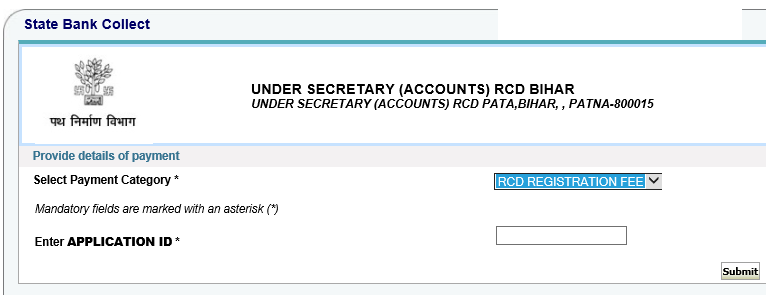 State Bank Collect
UNDER SECRETARY (ACCOUNTS) RCD BIHAR
UNDER SECRETARY (ACCOUNTS) RCD PATA,BIHAR, , PATNA-800015
पथ निर्माण विभाग
Provide details of payment
Select Payment Category * RCD REGISTRATION FEE
Mandatory fields are marked with an asterisk (*)
Enter APPLICATION ID *
Submit